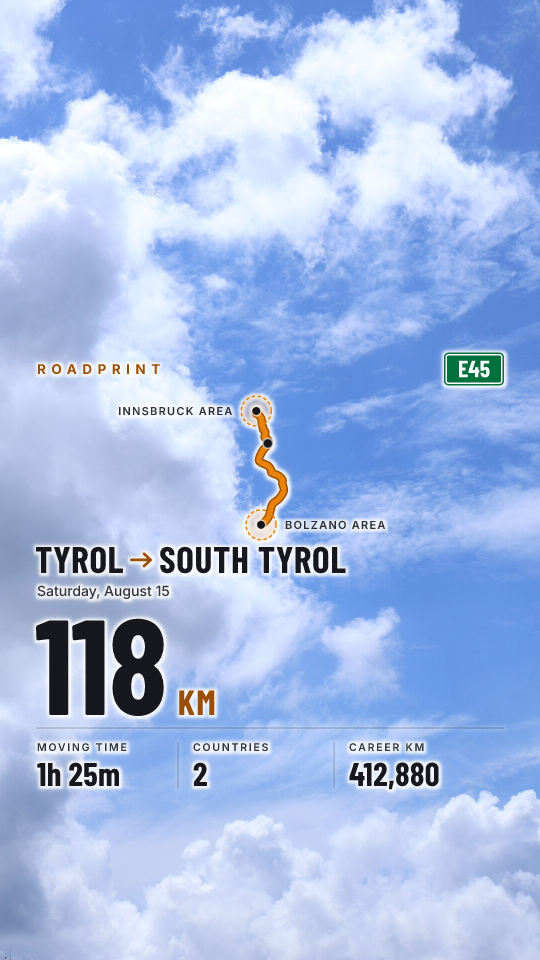 ROADPRINT
E45
INNSBRUCK AREA
BOLZANO AREA
TYROL → SOUTH TYROL
Saturday, August 15
118 KM
MOVING TIME
1h 25m
COUNTRIES
2
CAREER KM
412,880